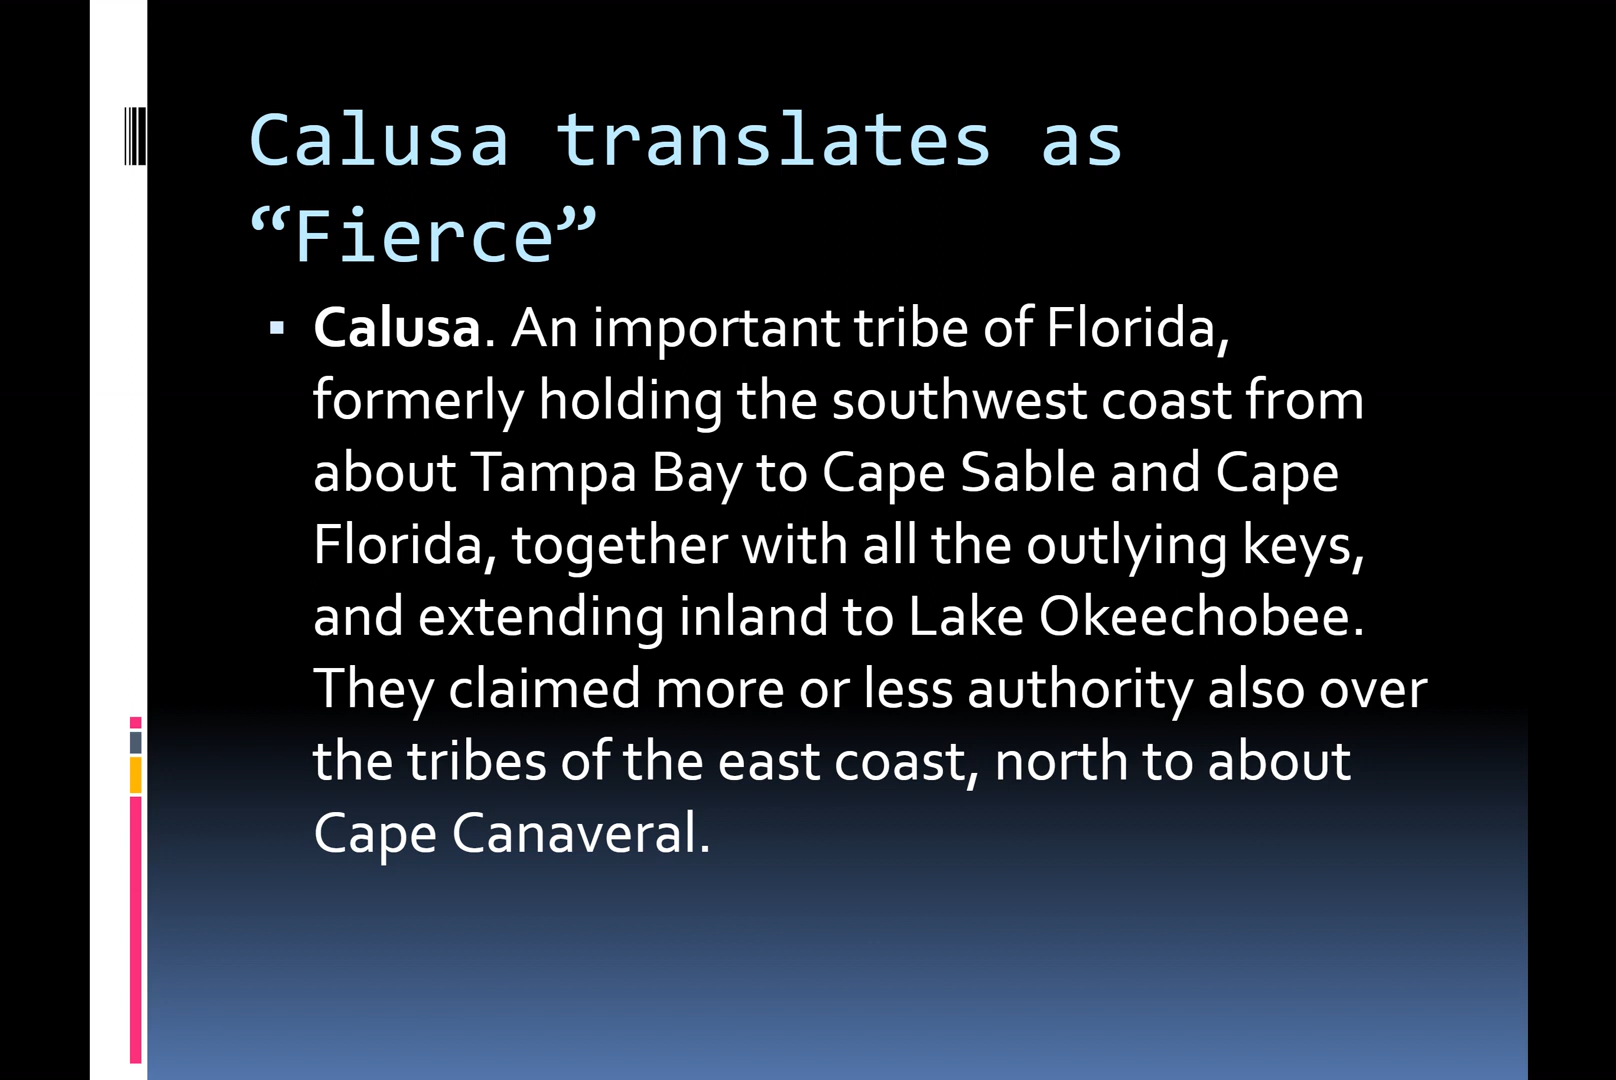 Calusa translates as
“Fierce”
▪ Calusa. An important tribe of Florida,
formerly holding the southwest coast from
about Tampa Bay to Cape Sable and Cape
Florida, together with all the outlying keys,
and extending inland to Lake Okeechobee.
They claimed more or less authority also over
the tribes of the east coast, north to about
Cape Canaveral.